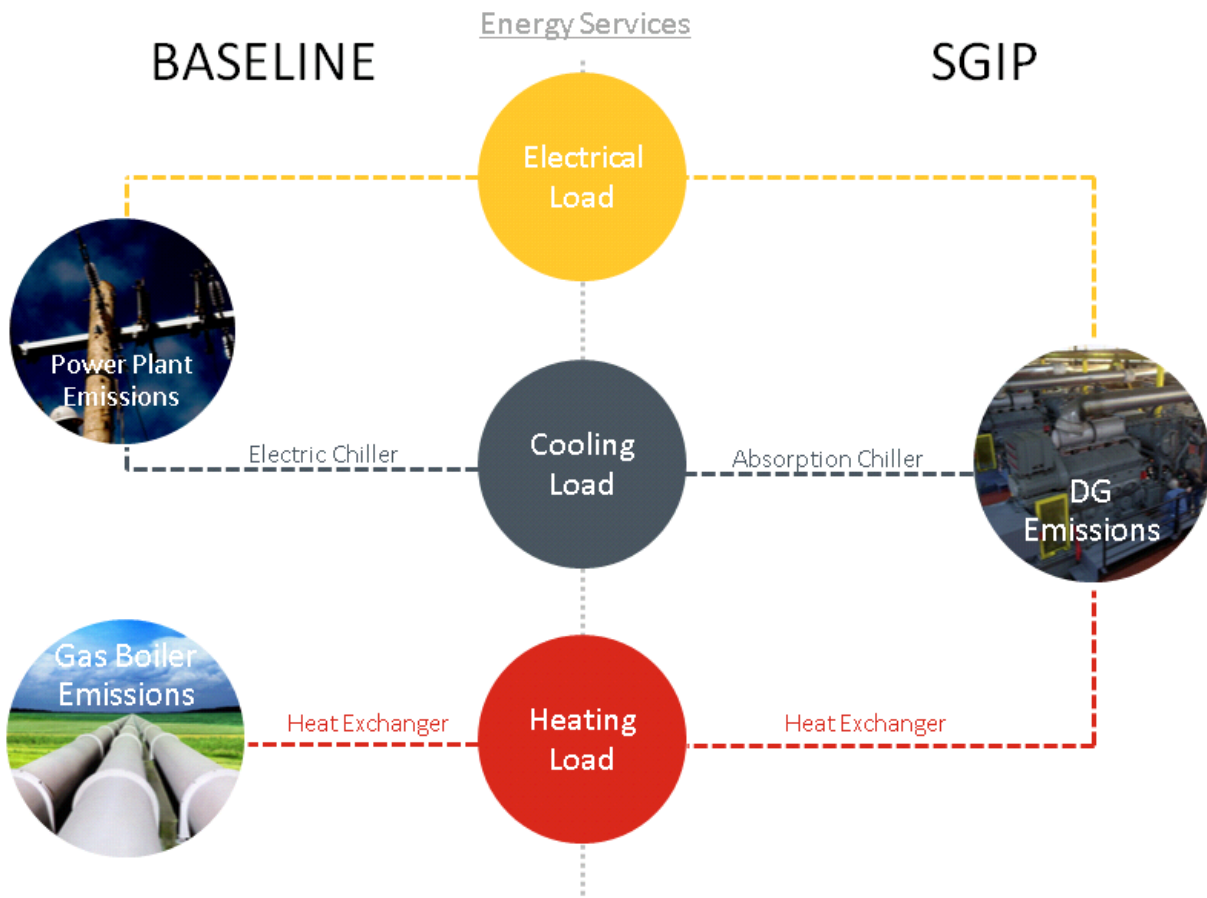 Energy Services
BASELINE
SGIP
Electrical
Load
Power Plant
Emissions
Electric Chiller
Cooling
Load
Absorption Chiller
DG
Emissions
Gas Boiler
Emissions
Heat Exchanger
Heating
Load
Heat Exchanger